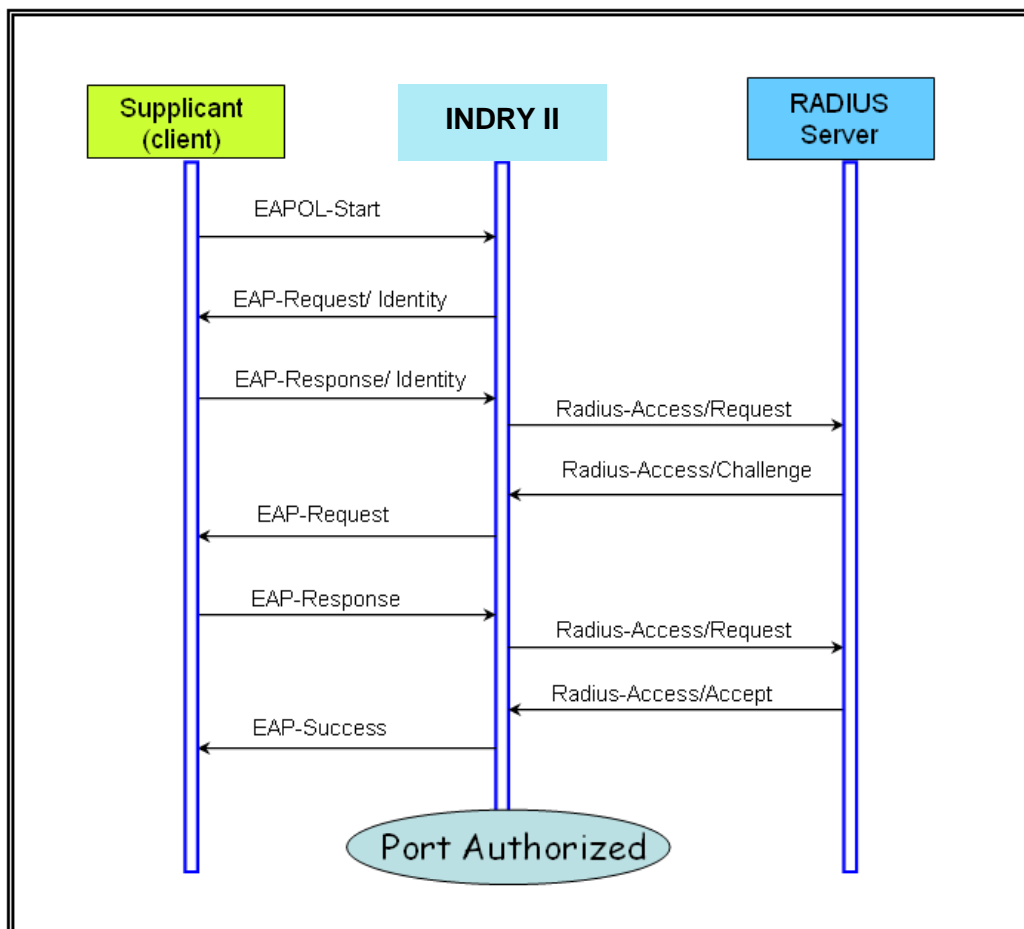 Supplicant
(client)
INDRY II
RADIUS
Server
EAPOL-Start
EAP-Request/ Identity
EAP-Response/ Identity
Radius-Access/Request
Radius-Access/Challenge
EAP-Request
EAP-Response
Radius-Access/Request
Radius-Access/Accept
EAP-Success
Port Authorized